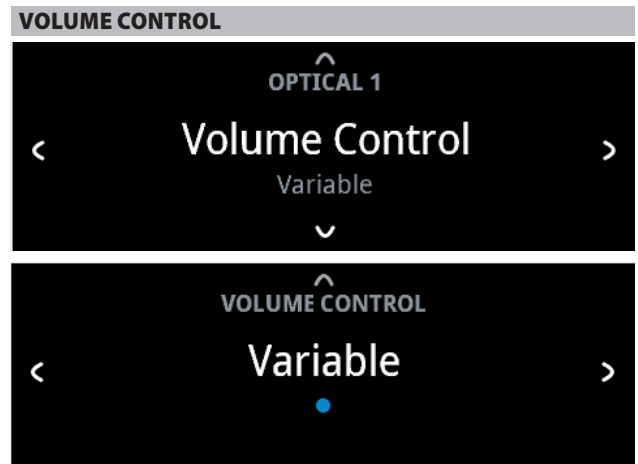 VOLUME CONTROL
OPTICAL 1
Volume Control
Variable
VOLUME CONTROL
Variable